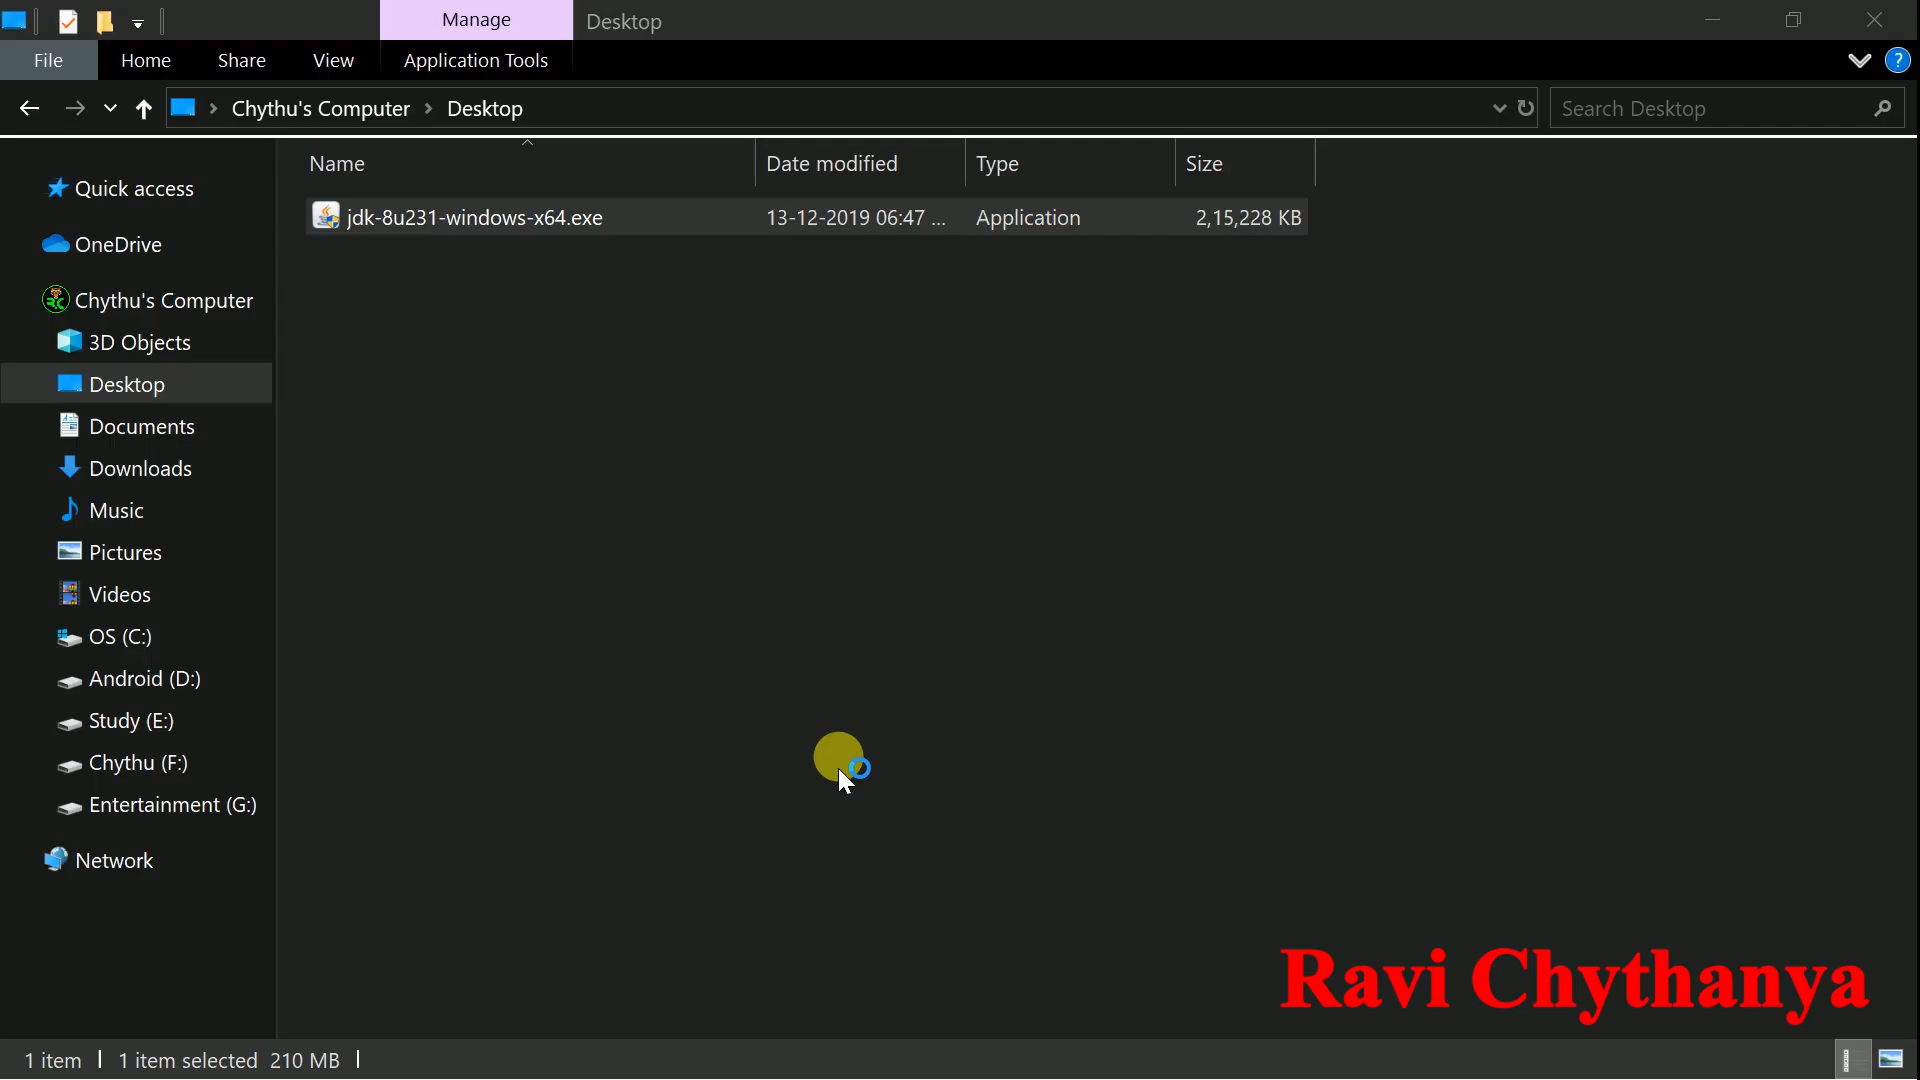 Manage
Desktop
File
Home
Share
View
Application Tools
Chythu's Computer
Desktop
Search Desktop
Name
Date modified
Type
Size
Quick access
OneDrive
Chythu's Computer
3D Objects
Desktop
Documents
Downloads
Music
Pictures
Videos
OS (C:)
Android (D:)
Study (E:)
Chythu (F:)
Entertainment (G:)
Network
jdk-8u231-windows-x64.exe
13-12-2019 06:47 ...
Application
2,15,228 KB
Ravi Chythanya
1 item
1 item selected 210 MB